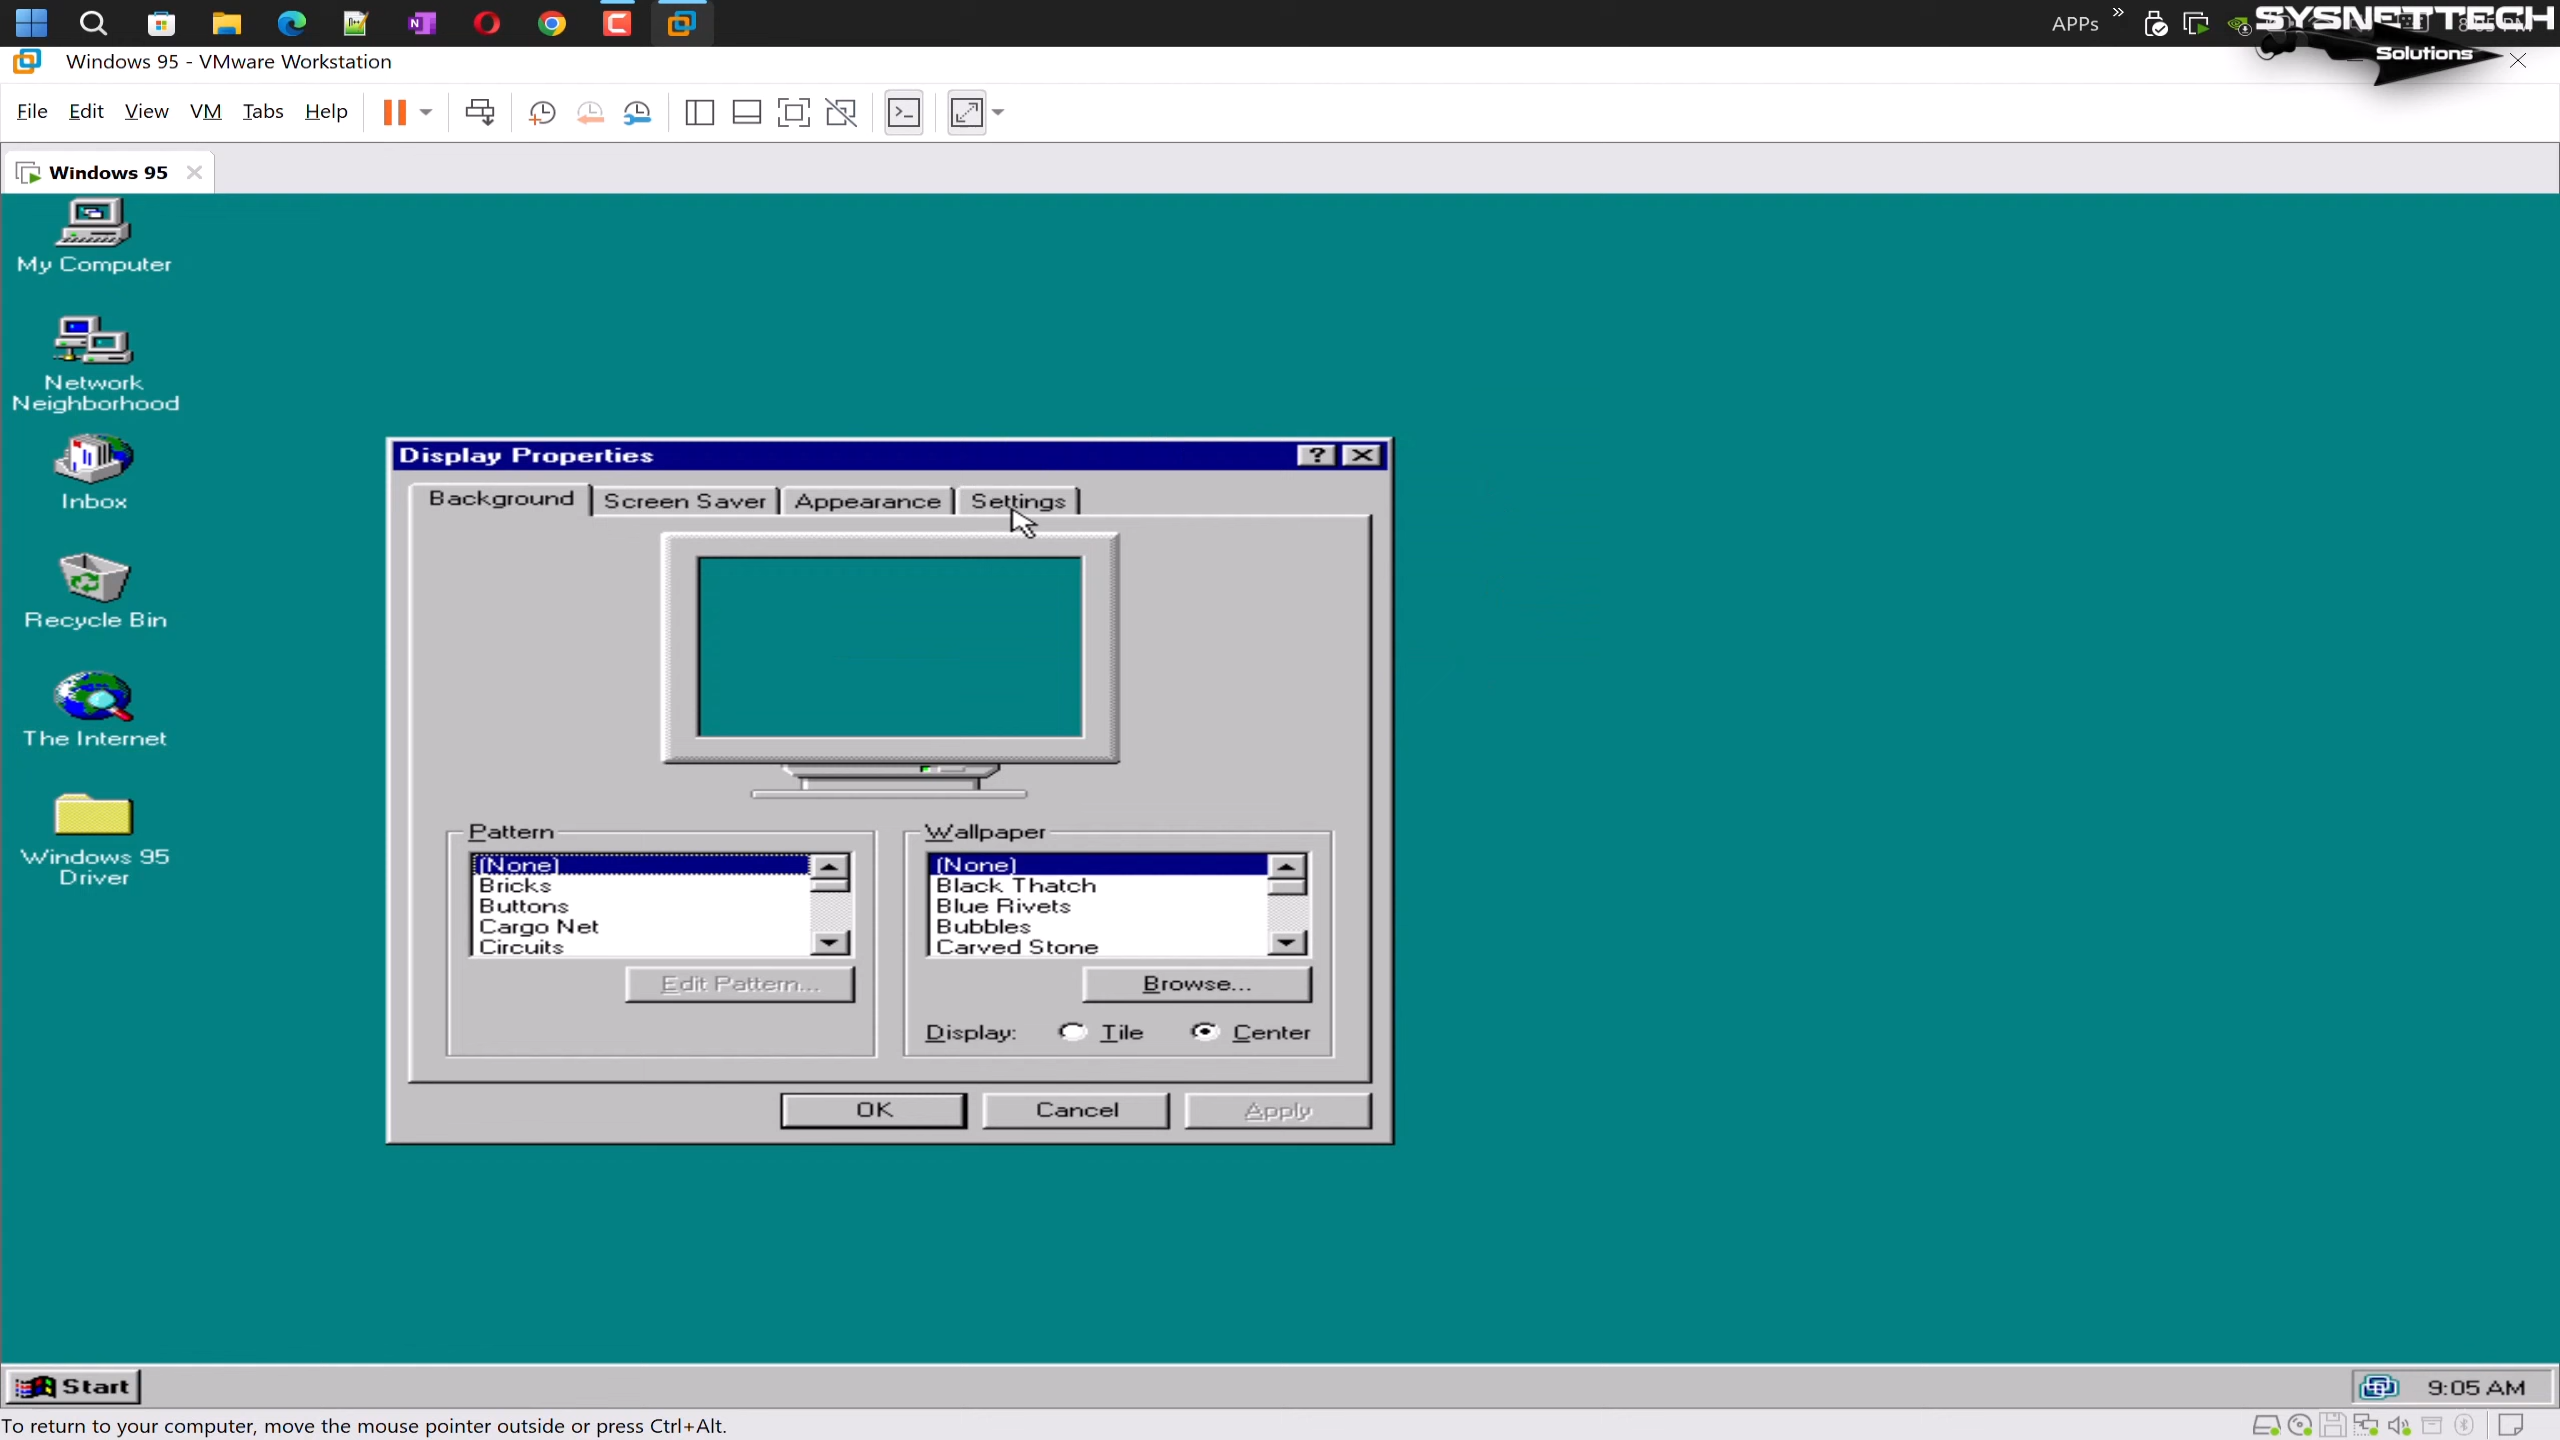 APPs
SYSNETTECH
Solutions
Windows 95 - VMware Workstation
File Edit View VM Tabs Help
Windows 95
My Computer
Network
Neighborhood
Inbox
Recycle Bin
The Internet
Windows 95
Driver
Display Properties
Background Screen Saver Appearance Settings
Pattern
(None)
Bricks
Buttons
Cargo Net
Circuits
Edit Pattern...
Wallpaper
(None)
Black Thatch
Blue Rivets
Bubbles
Carved Stone
Browse...
Display: Tile Center
OK Cancel Apply
Start
9:05 AM
To return to your computer, move the mouse pointer outside or press Ctrl+Alt.